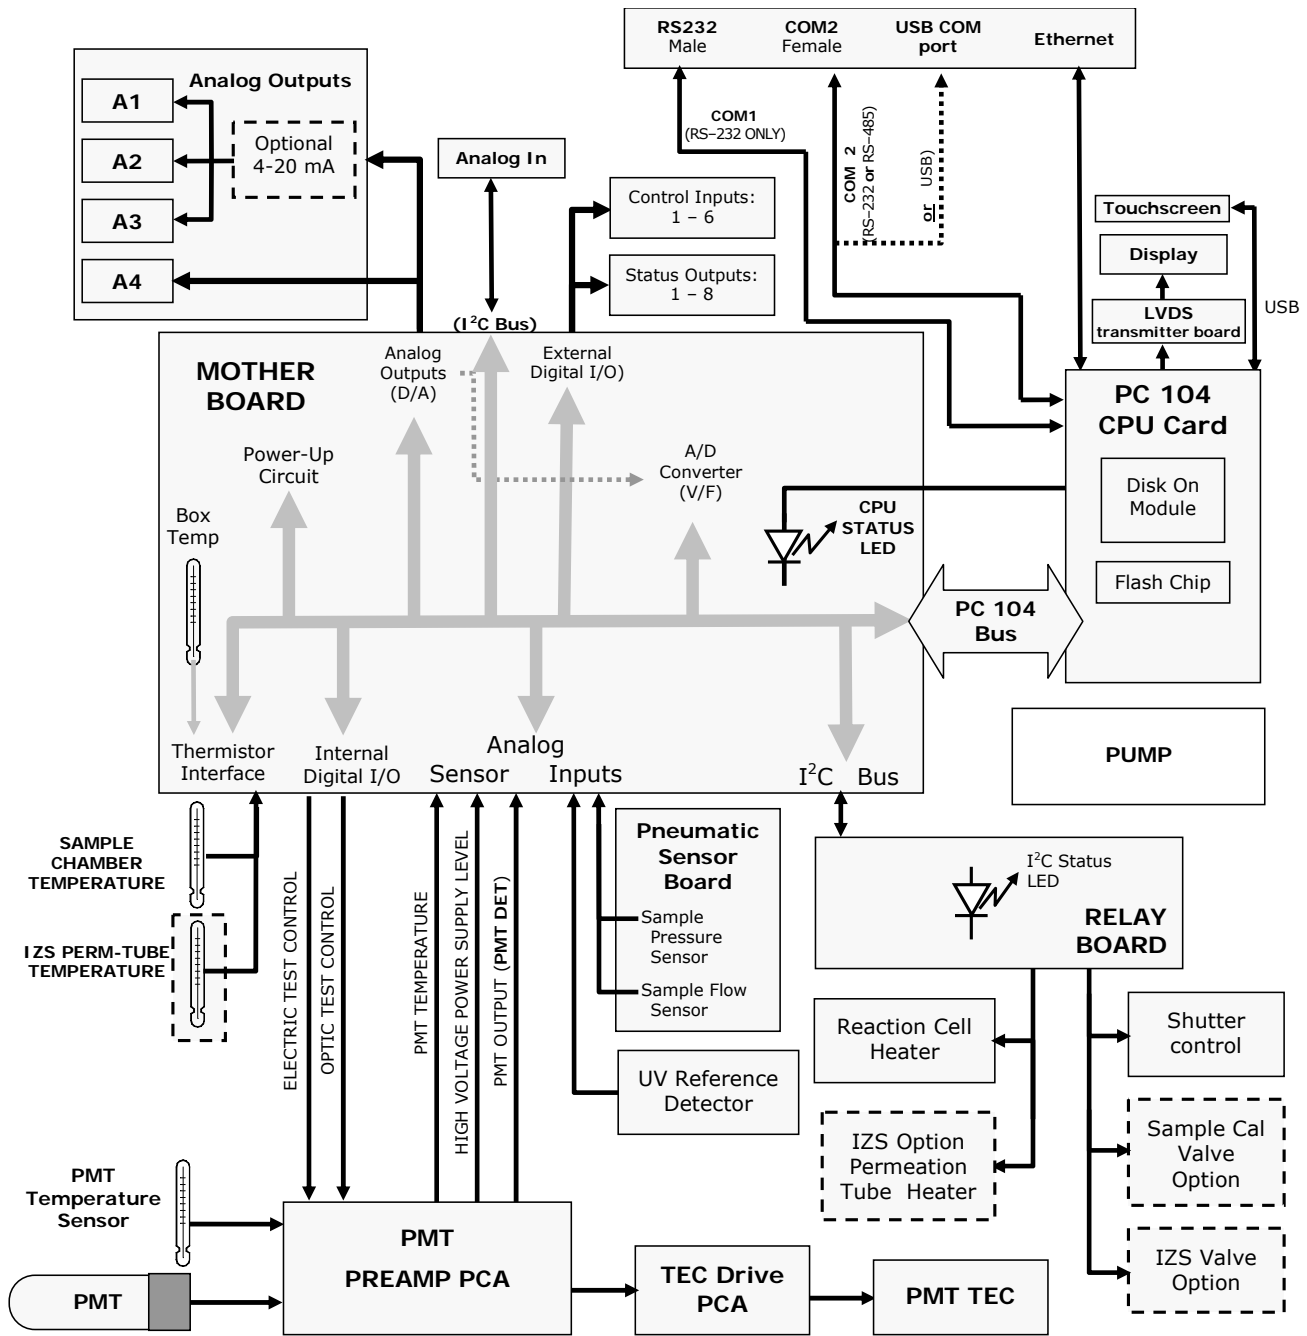 RS232
Male
COM2
Female
USB COM
port
Ethernet
Analog Outputs
A1
A2
A3
A4
Optional
4-20 mA
Analog In
COM1
(RS-232 ONLY)
COM 2
(RS-232 or RS-485)
or USB)
Control Inputs:
1 – 6
Status Outputs:
1 – 8
Touchscreen
Display
LVDS
transmitter board
USB
(I²C Bus)
MOTHER
BOARD
Analog
Outputs
(D/A)
External
Digital I/O)
Power-Up
Circuit
A/D
Converter
(V/F)
Box
Temp
CPU
STATUS
LED
PC 104
CPU Card
Disk On
Module
Flash Chip
PC 104
Bus
PUMP
Thermistor
Interface
Internal
Digital I/O
Analog
Sensor Inputs
I²C Bus
SAMPLE
CHAMBER
TEMPERATURE
IZS PERM-TUBE
TEMPERATURE
ELECTRIC TEST CONTROL
OPTIC TEST CONTROL
PMT TEMPERATURE
HIGH VOLTAGE POWER SUPPLY LEVEL
PMT OUTPUT (PMT DET)
Pneumatic
Sensor
Board
Sample
Pressure
Sensor
Sample Flow
Sensor
UV Reference
Detector
I²C Status
LED
RELAY
BOARD
Reaction Cell
Heater
IZS Option
Permeation
Tube Heater
Shutter
control
Sample Cal
Valve
Option
IZS Valve
Option
PMT
Temperature
Sensor
PMT
PMT
PREAMP PCA
TEC Drive
PCA
PMT TEC